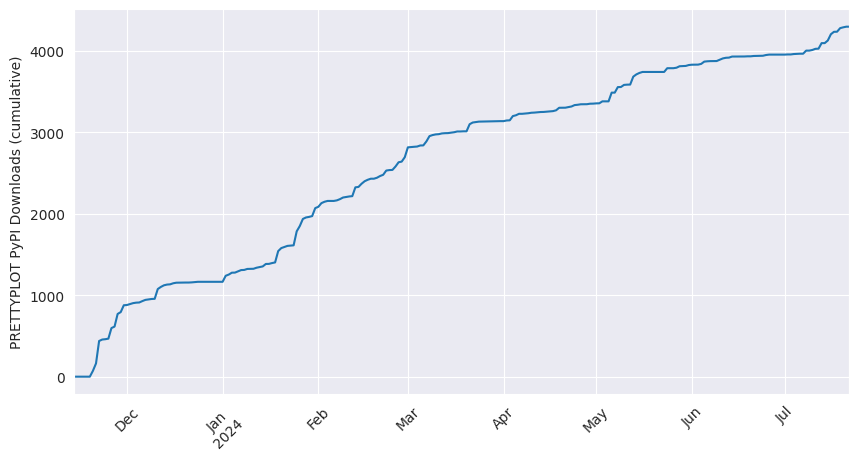 PRETTYPLOT PyPI Downloads (cumulative)
4000
3000
2000
1000
0
Dec
Jan
2024
Feb
Mar
Apr
May
Jun
Jul